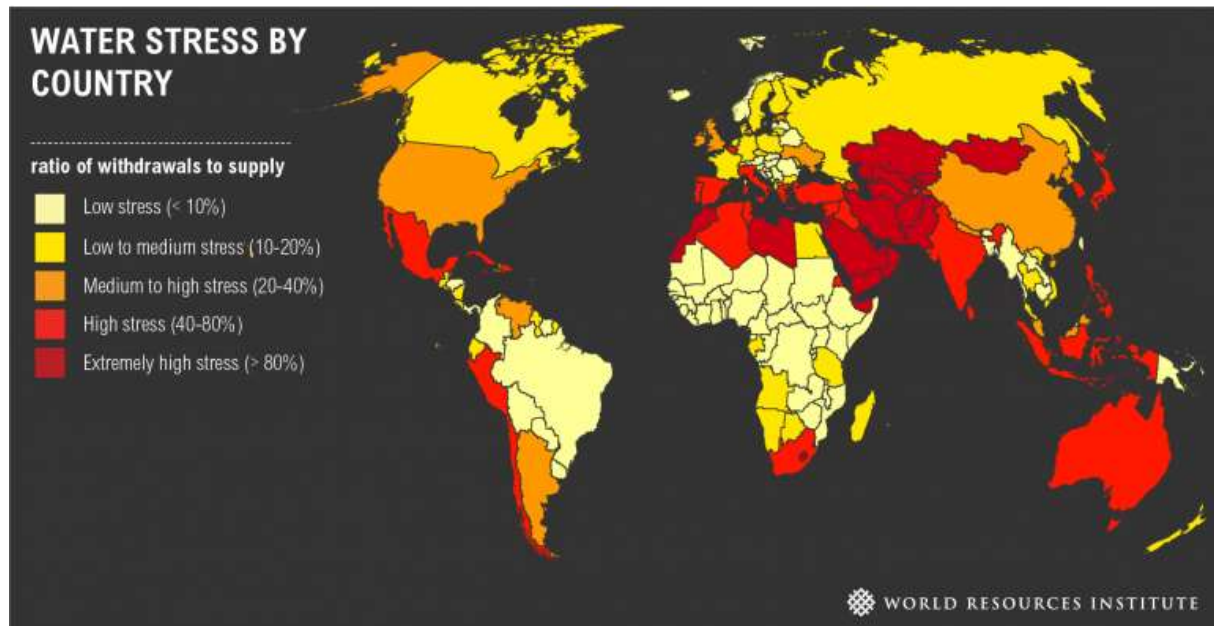 WATER STRESS BY
COUNTRY
ratio of withdrawals to supply
Low stress (< 10%)
Low to medium stress (10-20%)
Medium to high stress (20-40%)
High stress (40-80%)
Extremely high stress (> 80%)
WORLD RESOURCES INSTITUTE